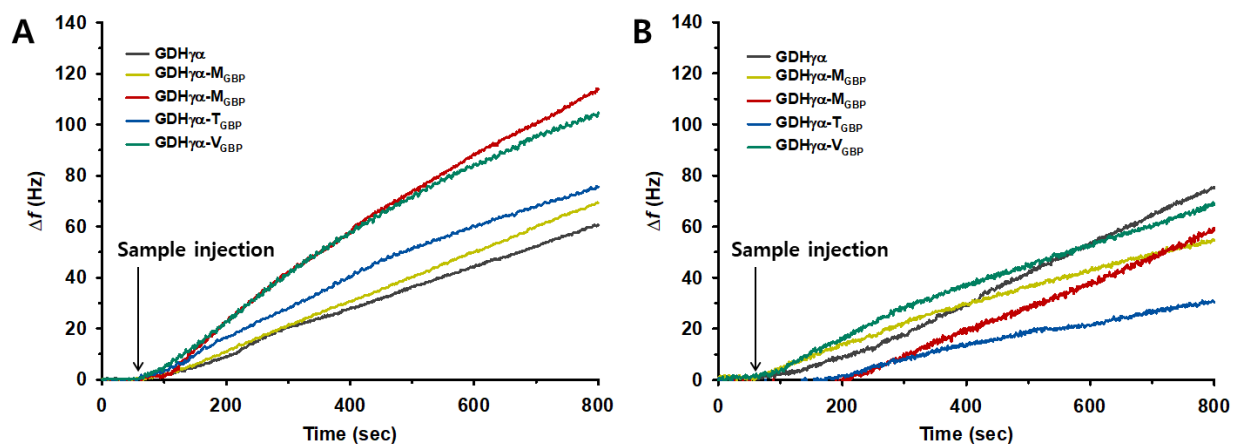 A
140
120
100
80
60
40
20
0
Δf (Hz)
GDHγα
GDHγα-MGBP
GDHγα-MGBP
GDHγα-TGBP
GDHγα-VGBP
Sample injection
0 200 400 600 800
Time (sec)
B
140
120
100
80
60
40
20
0
Δf (Hz)
GDHγα
GDHγα-MGBP
GDHγα-MGBP
GDHγα-TGBP
GDHγα-VGBP
Sample injection
0 200 400 600 800
Time (sec)